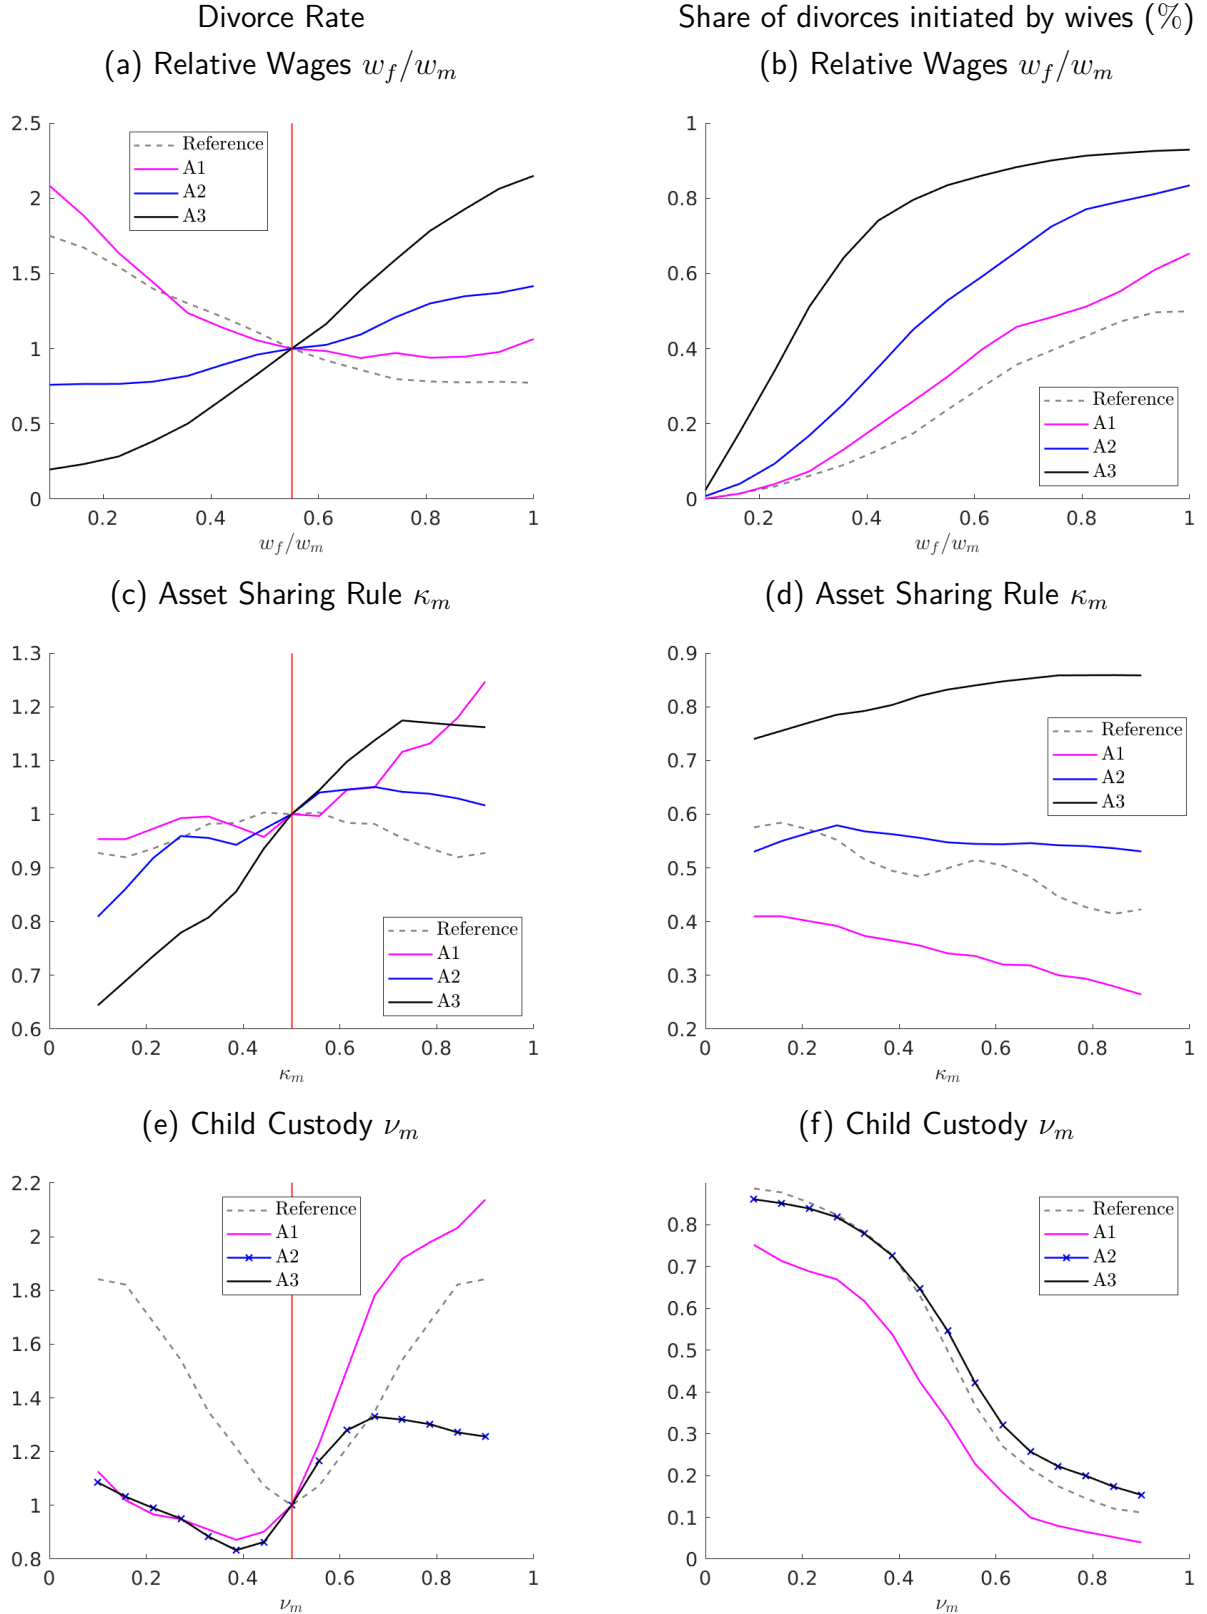 Divorce Rate
Share of divorces initiated by wives (%)
(a) Relative Wages w_f/w_m
(b) Relative Wages w_f/w_m
2.5
2
1.5
1
0.5
0
0.2
0.4
0.6
0.8
1
w_f/w_m
Reference
A1
A2
A3
1
0.8
0.6
0.4
0.2
0
0.2
0.4
0.6
0.8
1
w_f/w_m
Reference
A1
A2
A3
(c) Asset Sharing Rule κ_m
(d) Asset Sharing Rule κ_m
1.3
1.2
1.1
1
0.9
0.8
0.7
0.6
0
0.2
0.4
0.6
0.8
1
κ_m
Reference
A1
A2
A3
0.9
0.8
0.7
0.6
0.5
0.4
0.3
0.2
0
0.2
0.4
0.6
0.8
1
κ_m
Reference
A1
A2
A3
(e) Child Custody ν_m
(f) Child Custody ν_m
2.2
2
1.8
1.6
1.4
1.2
1
0.8
0
0.2
0.4
0.6
0.8
1
ν_m
Reference
A1
A2
A3
0.8
0.7
0.6
0.5
0.4
0.3
0.2
0.1
0
0
0.2
0.4
0.6
0.8
1
ν_m
Reference
A1
A2
A3